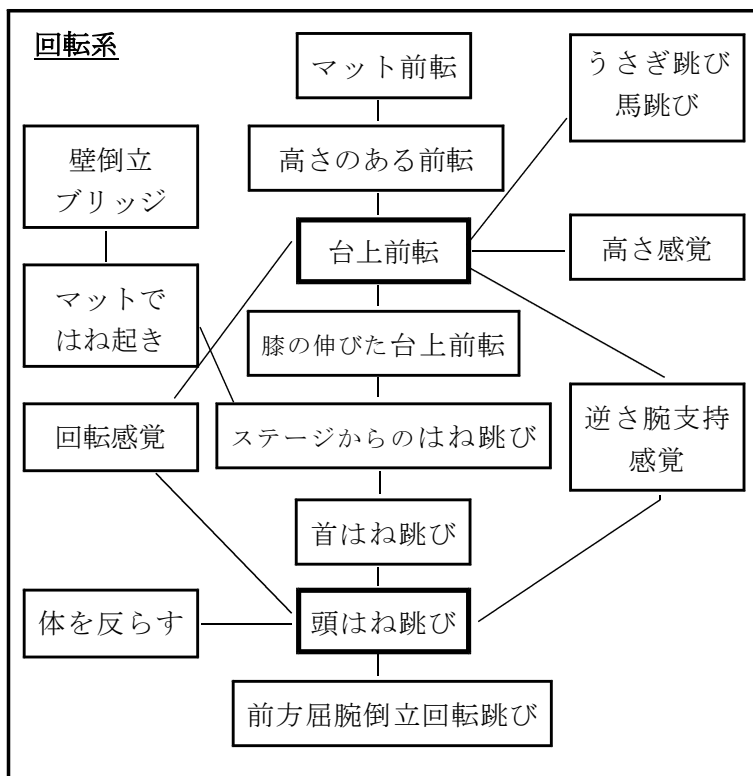 回転系
マット前転
うさぎ跳び
馬跳び
高さのある前転
壁倒立
ブリッジ
台上前転
高さ感覚
マットで
はね起き
膝の伸びた台上前転
回転感覚
ステージからのはね跳び
逆さ腕支持
感覚
首はね跳び
体を反らす
頭はね跳び
前方屈腕倒立回転跳び